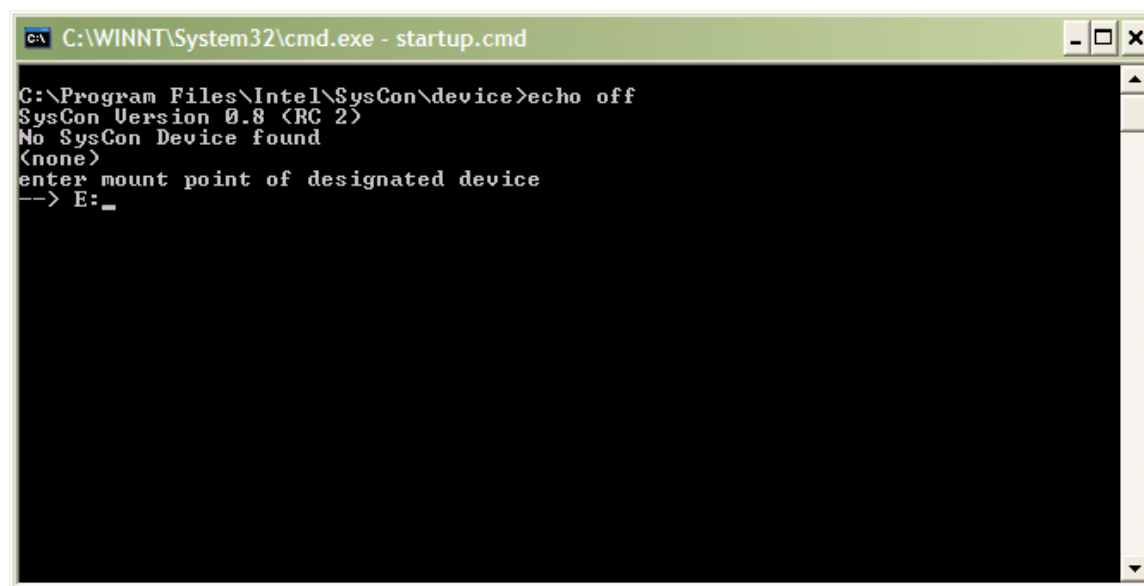 C:\WINNT\System32\cmd.exe - startup.cmd
C:\Program Files\Intel\SysCon\device>echo off
SysCon Version 0.8 (RC 2)
No SysCon Device found
(none)
enter mount point of designated device
--> E:_